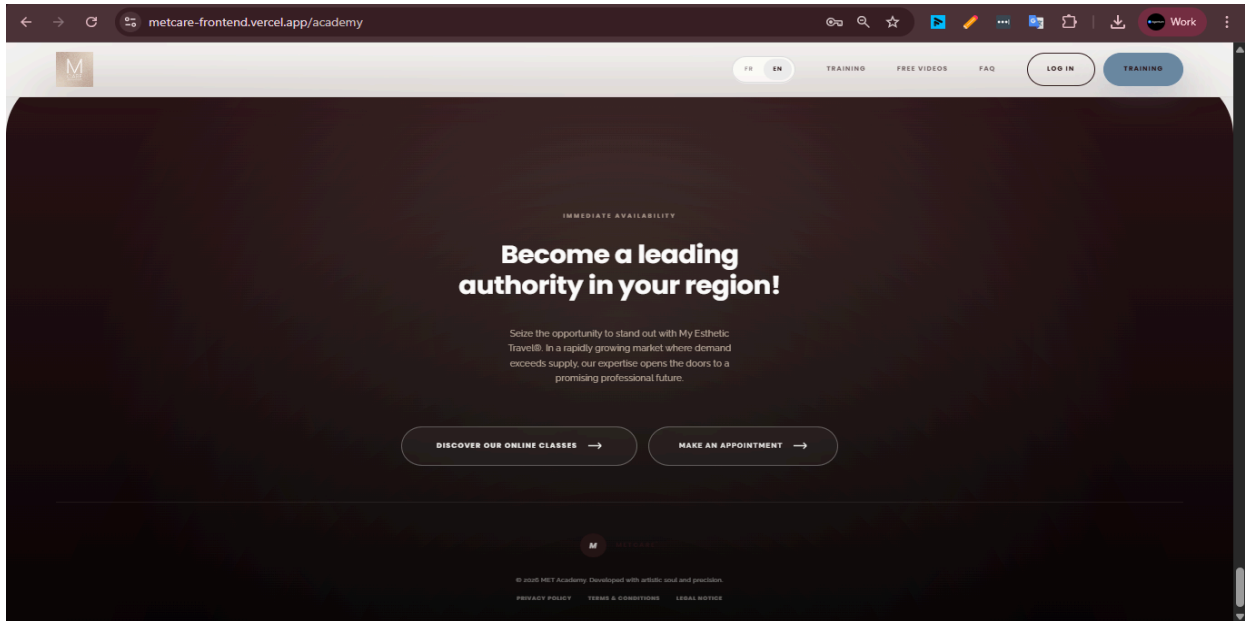 metcare-frontend.vercel.app/academy
Work
M
FR EN TRAINING FREE VIDEOS FAQ LOG IN TRAINING
IMMEDIATE AVAILABILITY
Become a leading
authority in your region!
Seize the opportunity to stand out with My Esthetic
Travel®. In a rapidly growing market where demand
exceeds supply, our expertise opens the doors to a
promising professional future.
DISCOVER OUR ONLINE CLASSES → MAKE AN APPOINTMENT →
M
© 2026 MET Academy. Developed with artistic soul and precision.
PRIVACY POLICY TERMS & CONDITIONS LEGAL NOTICE